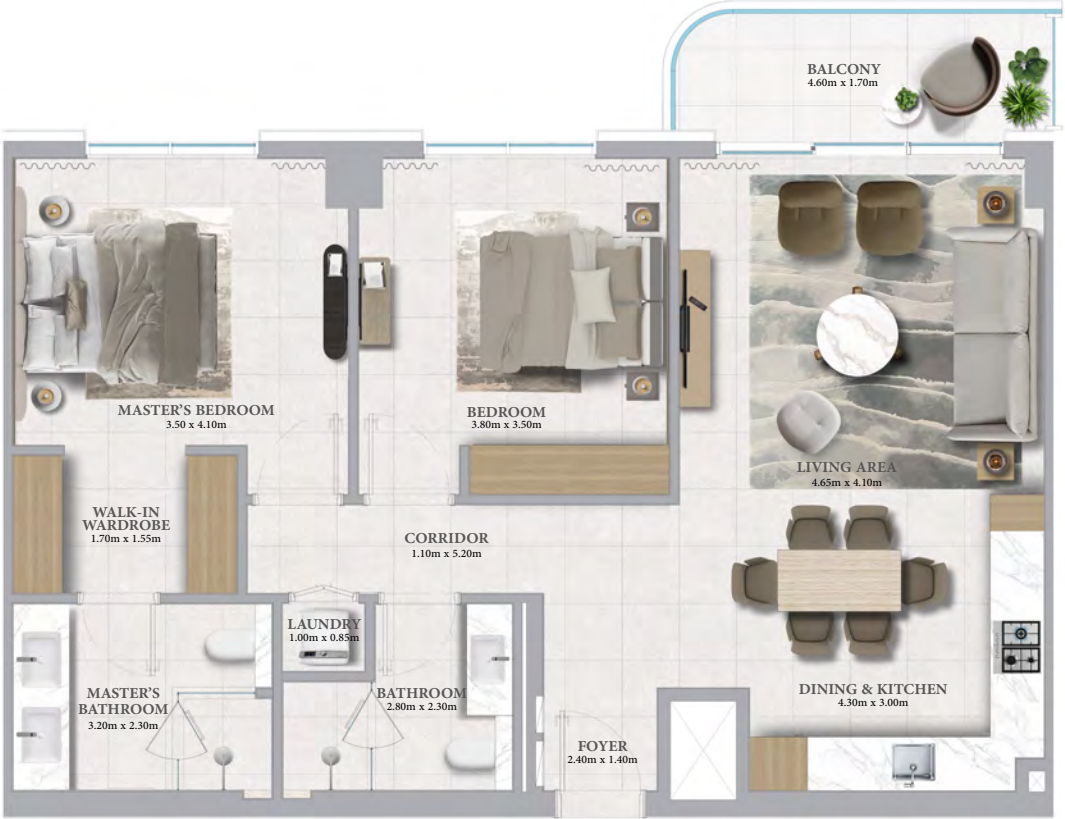 BALCONY
4.60m x 1.70m
MASTER'S BEDROOM
3.50 x 4.10m
BEDROOM
3.80m x 3.50m
LIVING AREA
4.65m x 4.10m
WALK-IN
WARDROBE
1.70m x 1.55m
CORRIDOR
1.10m x 5.20m
LAUNDRY
1.00m x 0.85m
MASTER'S
BATHROOM
3.20m x 2.30m
BATHROOM
2.80m x 2.30m
DINING & KITCHEN
4.30m x 3.00m
FOYER
2.40m x 1.40m